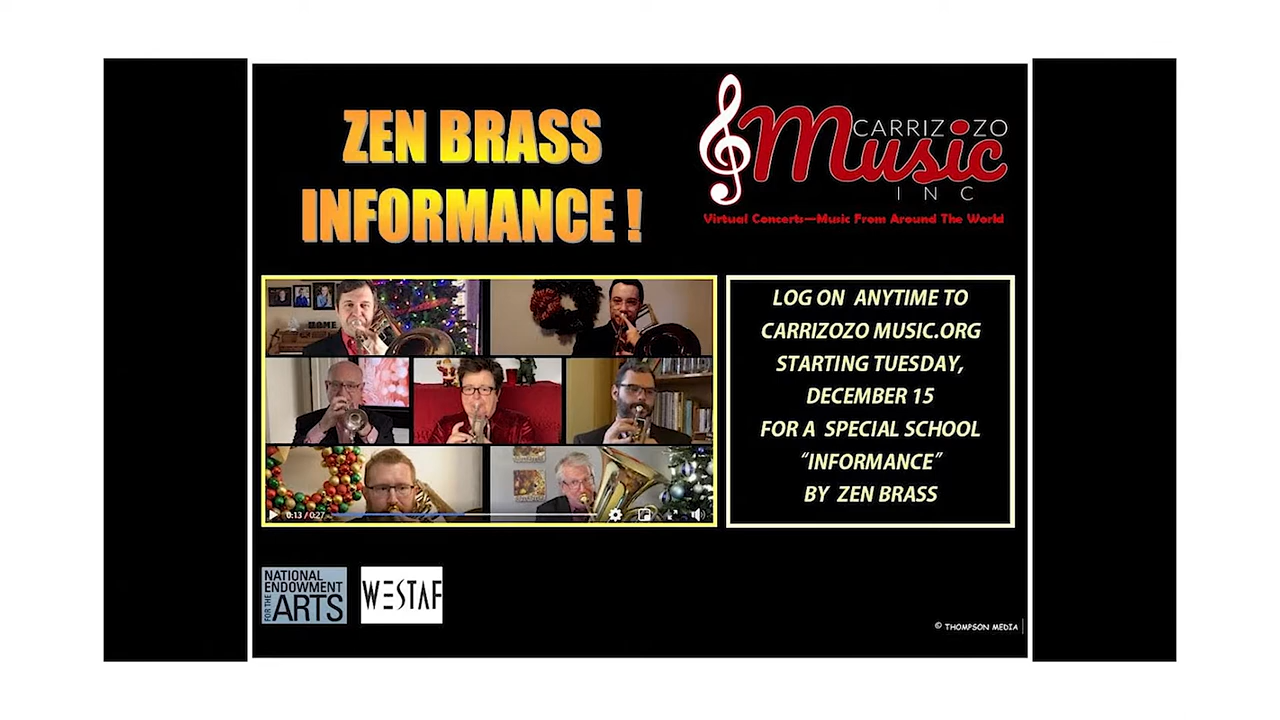 ZEN BRASS
INFORMANCE !
CARRIZOZO
Music
INC
Virtual Concerts—Music From Around The World
HOME
0:13 / 0:27
LOG ON ANYTIME TO
CARRIZOZO MUSIC.ORG
STARTING TUESDAY,
DECEMBER 15
FOR A SPECIAL SCHOOL
“INFORMANCE”
BY ZEN BRASS
NATIONAL
ENDOWMENT
FOR THE
ARTS
WESTAF
© THOMPSON MEDIA